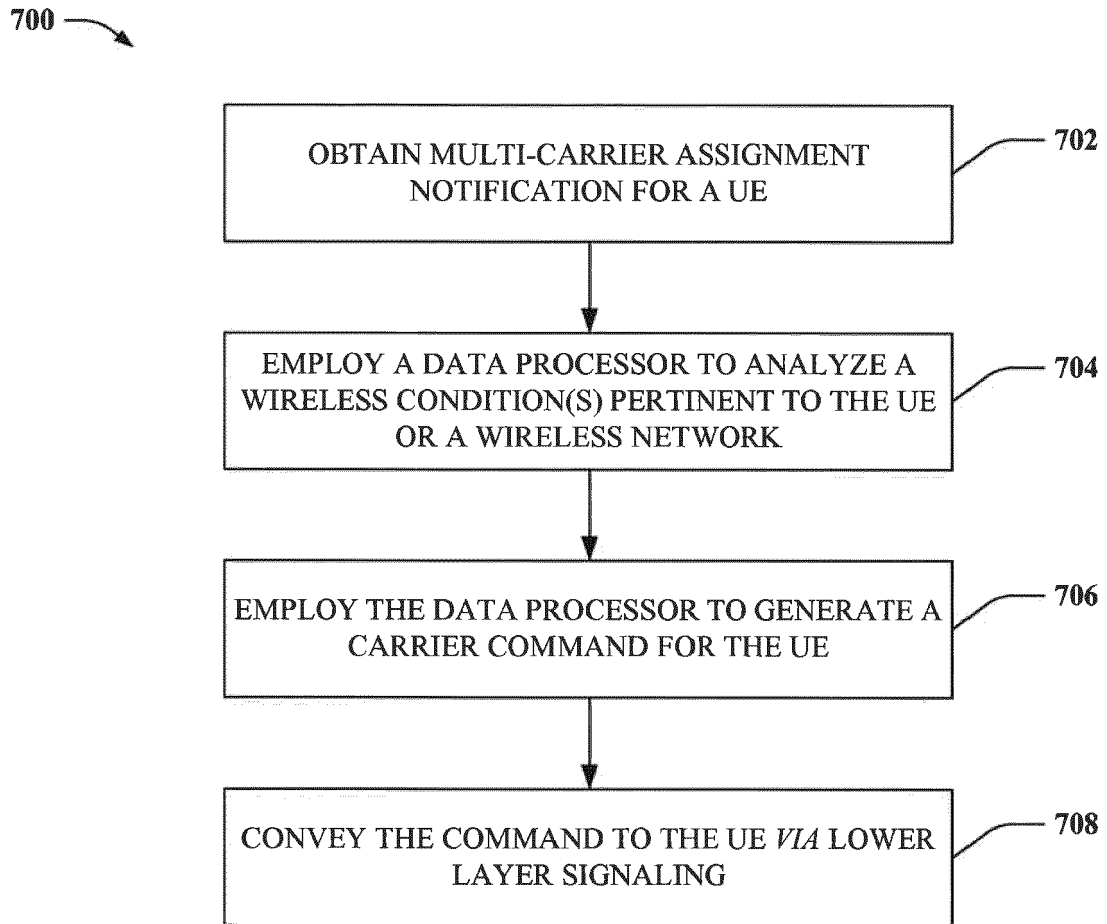 700
OBTAIN MULTI-CARRIER ASSIGNMENT
NOTIFICATION FOR A UE
702
EMPLOY A DATA PROCESSOR TO ANALYZE A
WIRELESS CONDITION(S) PERTINENT TO THE UE
OR A WIRELESS NETWORK
704
EMPLOY THE DATA PROCESSOR TO GENERATE A
CARRIER COMMAND FOR THE UE
706
CONVEY THE COMMAND TO THE UE VIA LOWER
LAYER SIGNALING
708